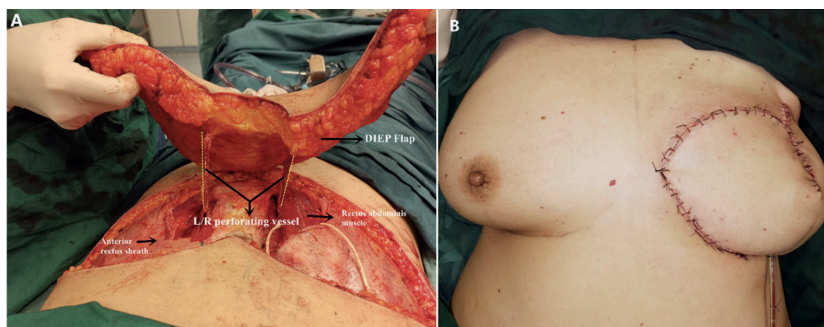 A
B
DIEP Flap
L/R perforating vessel
Rectus abdominis
muscle
Anterior
rectus sheath